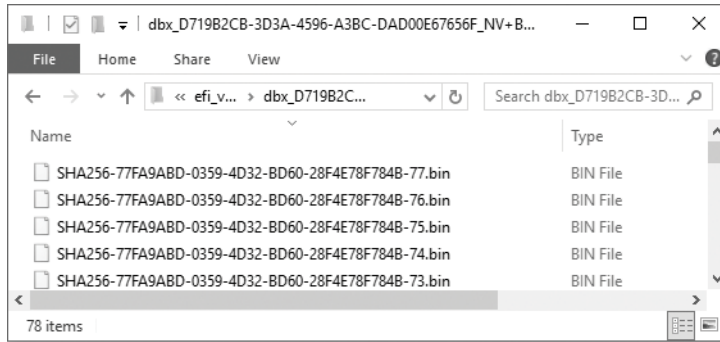 dbx_D719B2CB-3D3A-4596-A3BC-DAD00E67656F_NV+B...
File Home Share View
« efi_v... › dbx_D719B2C... Search dbx_D719B2CB-3D...
Name Type
SHA256-77FA9ABD-0359-4D32-BD60-28F4E78F784B-77.bin BIN File
SHA256-77FA9ABD-0359-4D32-BD60-28F4E78F784B-76.bin BIN File
SHA256-77FA9ABD-0359-4D32-BD60-28F4E78F784B-75.bin BIN File
SHA256-77FA9ABD-0359-4D32-BD60-28F4E78F784B-74.bin BIN File
SHA256-77FA9ABD-0359-4D32-BD60-28F4E78F784B-73.bin BIN File
78 items